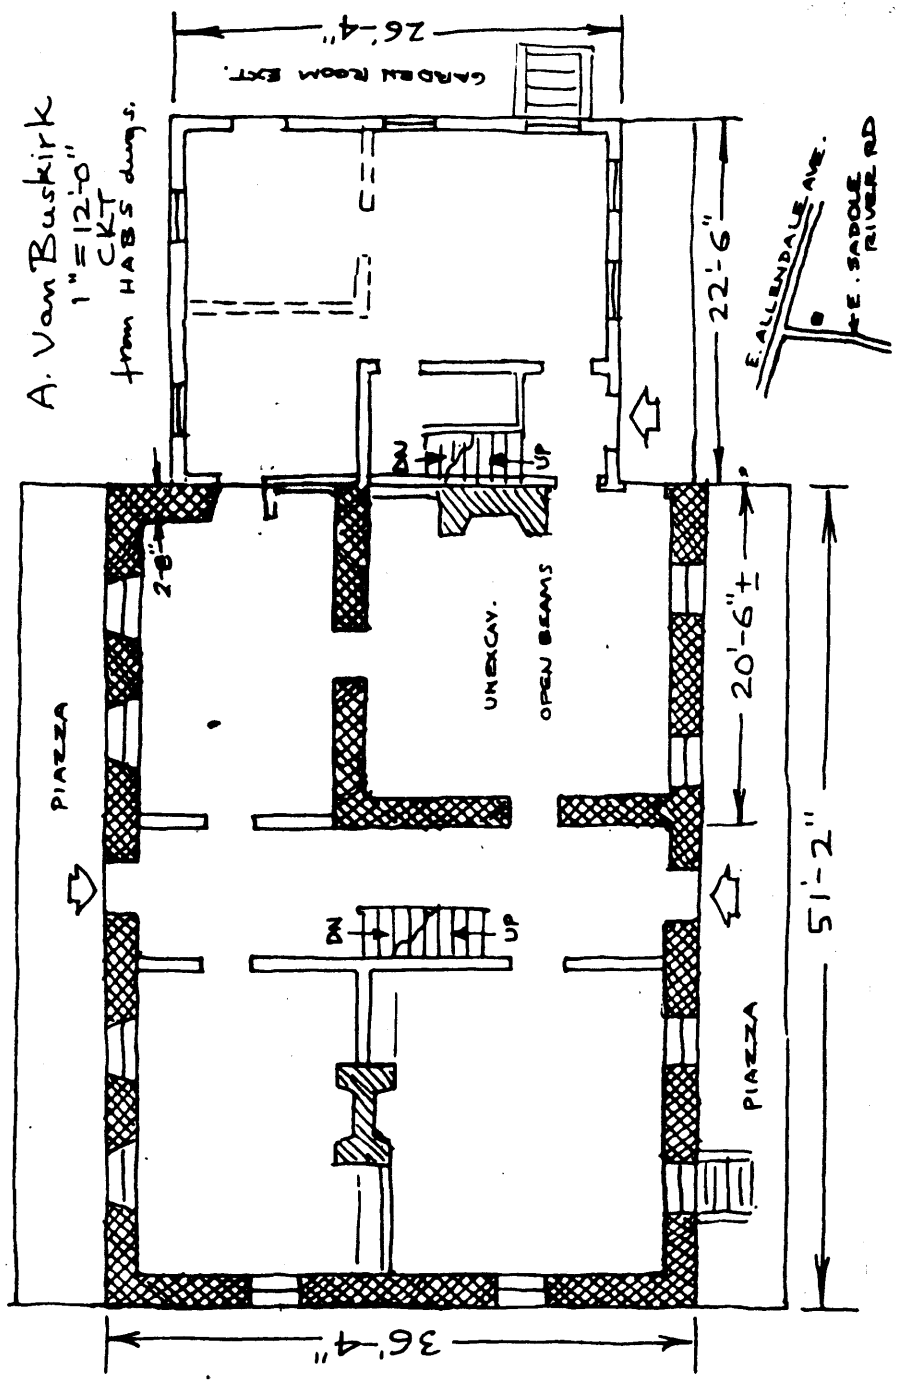 A. Van Buskirk
1" = 12'-0"
CKT
from HABS dwgs.
26'-4"
GARDEN ROOM EXT.
22'-6"
E. ALLENDALE AVE.
E. SADDLE
RIVER RD
DN
UP
2-8"
UNEXCAV.
OPEN BEAMS
20'-6"±
PIAZZA
51'-2"
DN
UP
PIAZZA
36'-4"